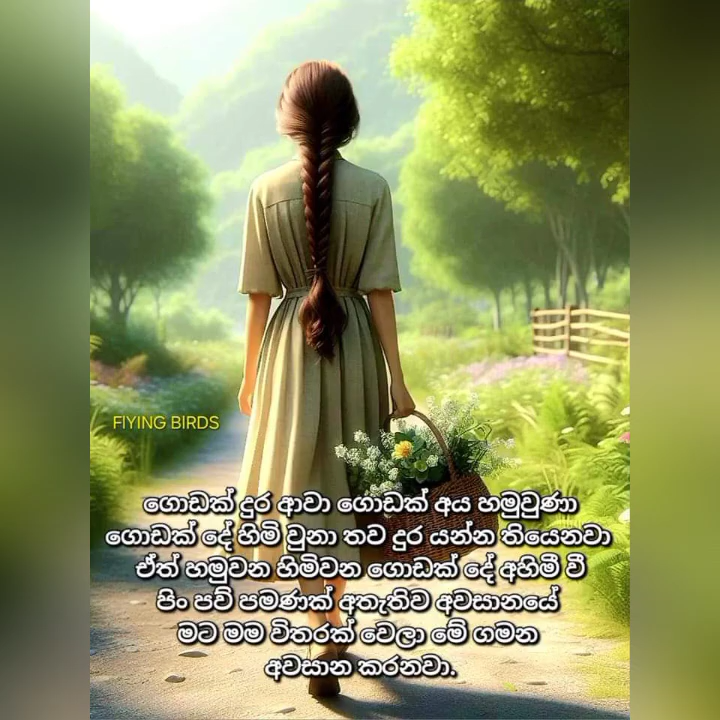 FIYING BIRDS
ගොඩක් දුර ආවා ගොඩක් අය හමුවුණා
ගොඩක් දේ හිමි වුනා තව දුර යන්න තියෙනවා
ඒත් හමුවන හිමිවන ගොඩක් දේ අහිමී වී
පිං පව් පමණක් අතැතිව අවසානයේ
මට මම විතරක් වෙලා මේ ගමන
අවසාන කරනවා.